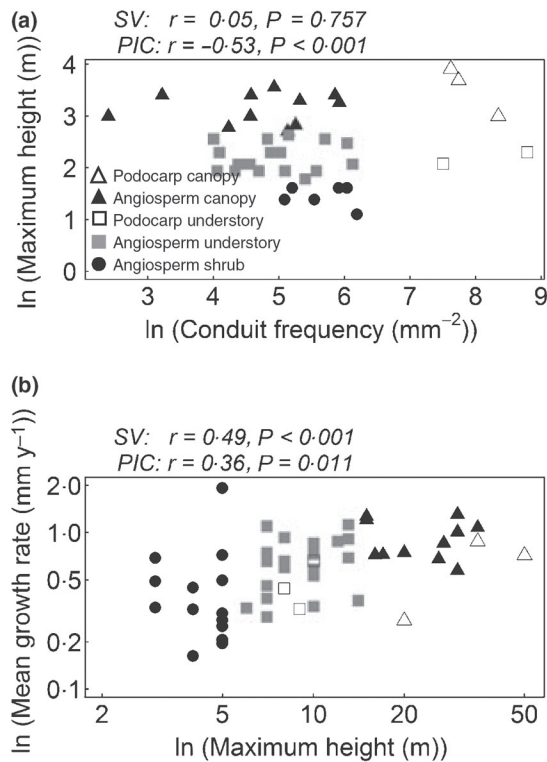 (a)
SV: r = 0·05, P = 0·757
PIC: r = –0·53, P < 0·001
ln (Maximum height (m))
4
3
2
1
0
Podocarp canopy
Angiosperm canopy
Podocarp understory
Angiosperm understory
Angiosperm shrub
3 4 5 6 7 8 9
ln (Conduit frequency (mm⁻²))
(b)
SV: r = 0·49, P < 0·001
PIC: r = 0·36, P = 0·011
ln (Mean growth rate (mm y⁻¹))
2·0
1·0
0·5
0·2
0·1
2 5 10 20 50
ln (Maximum height (m))